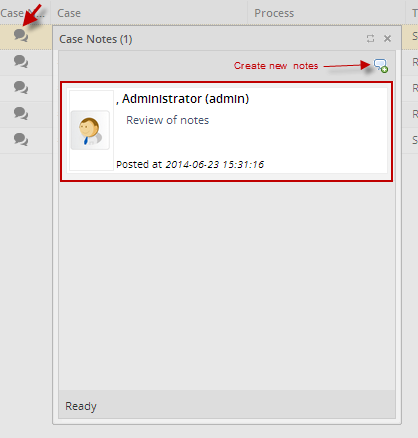 Case N... Case Process T
Case Notes (1) S
Create new notes R
, Administrator (admin)
Review of notes R
R
S
Posted at 2014-06-23 15:31:16
Ready